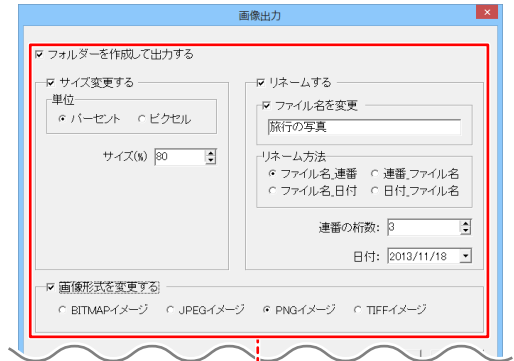 画像出力
フォルダーを作成して出力する
サイズ変更する
単位
パーセント ピクセル
サイズ(%) 80
リネームする
ファイル名を変更
旅行の写真
リネーム方法
ファイル名_連番 連番_ファイル名
ファイル名_日付 日付_ファイル名
連番の桁数: 3
日付: 2013/11/18
画像形式を変更する
BITMAPイメージ JPEGイメージ PNGイメージ TIFFイメージ